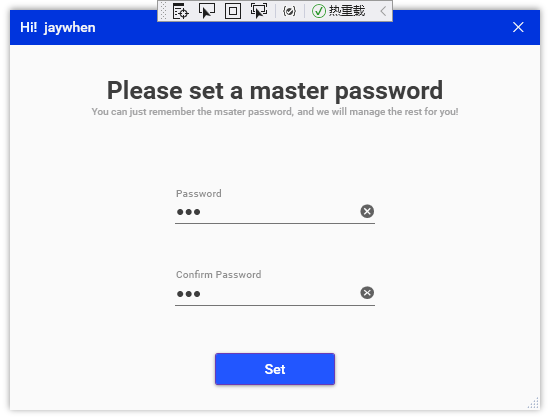 热重载
Hi! jaywhen
Please set a master password
You can just remember the msater password, and we will manage the rest for you!
Password
•••
Confirm Password
•••
Set